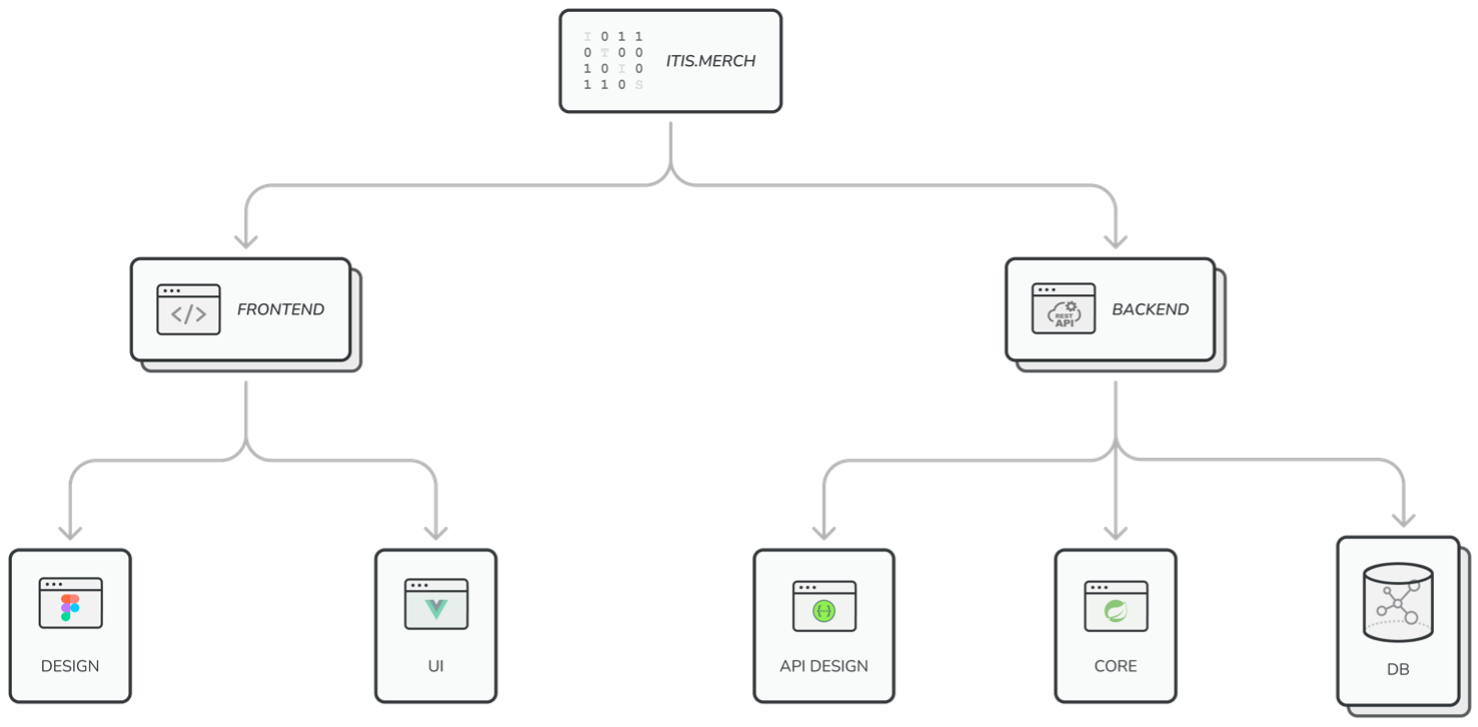 I 0 1 1
0 T 0 0
1 0 I 0
1 1 0 S
ITIS.MERCH
</>
FRONTEND
REST
API
BACKEND
DESIGN
UI
{··}
API DESIGN
CORE
DB